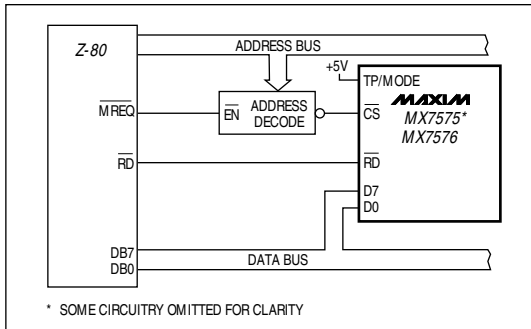 Z-80
ADDRESS BUS
+5V
TP/MODE
MAXIM
MREQ
EN
ADDRESS
DECODE
CS
MX7575*
MX7576
RD
RD
D7
D0
DB7
DB0
DATA BUS
* SOME CIRCUITRY OMITTED FOR CLARITY